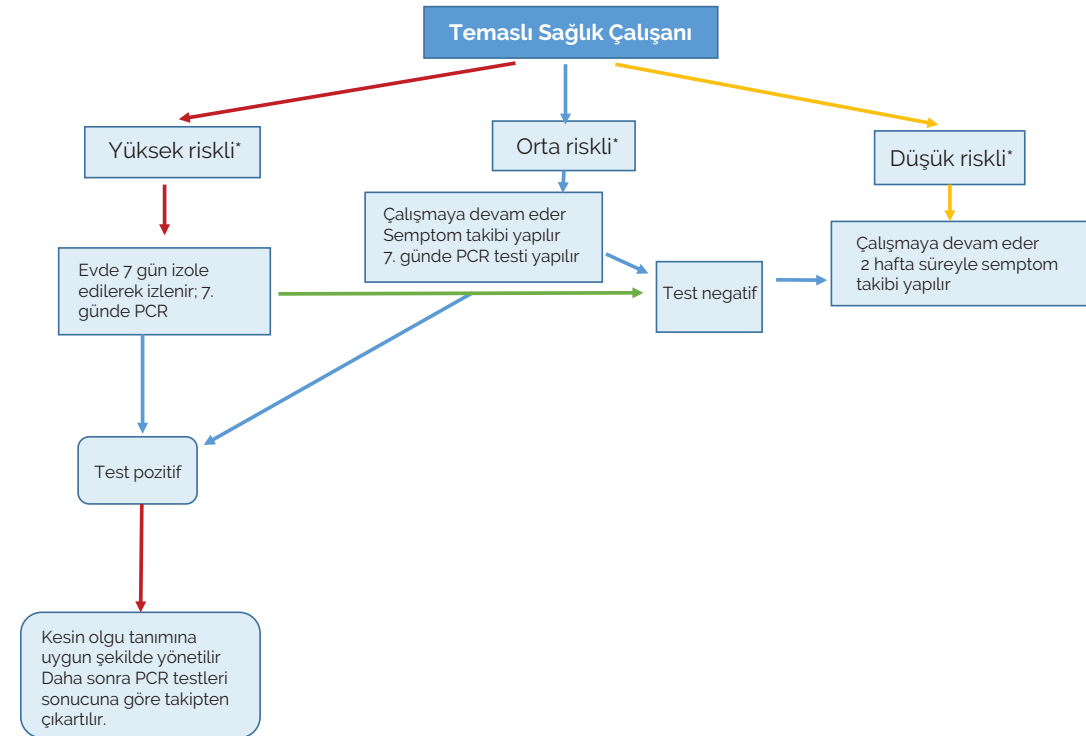 Temaslı Sağlık Çalışanı
Yüksek riskli*
Orta riskli*
Düşük riskli*
Çalışmaya devam eder
Semptom takibi yapılır
7. günde PCR testi yapılır
Çalışmaya devam eder
2 hafta süreyle semptom
takibi yapılır
Evde 7 gün izole
edilerek izlenir; 7.
günde PCR
Test negatif
Test pozitif
Kesin olgu tanımına
uygun şekilde yönetilir
Daha sonra PCR testleri
sonucuna göre takipten
çıkartılır.